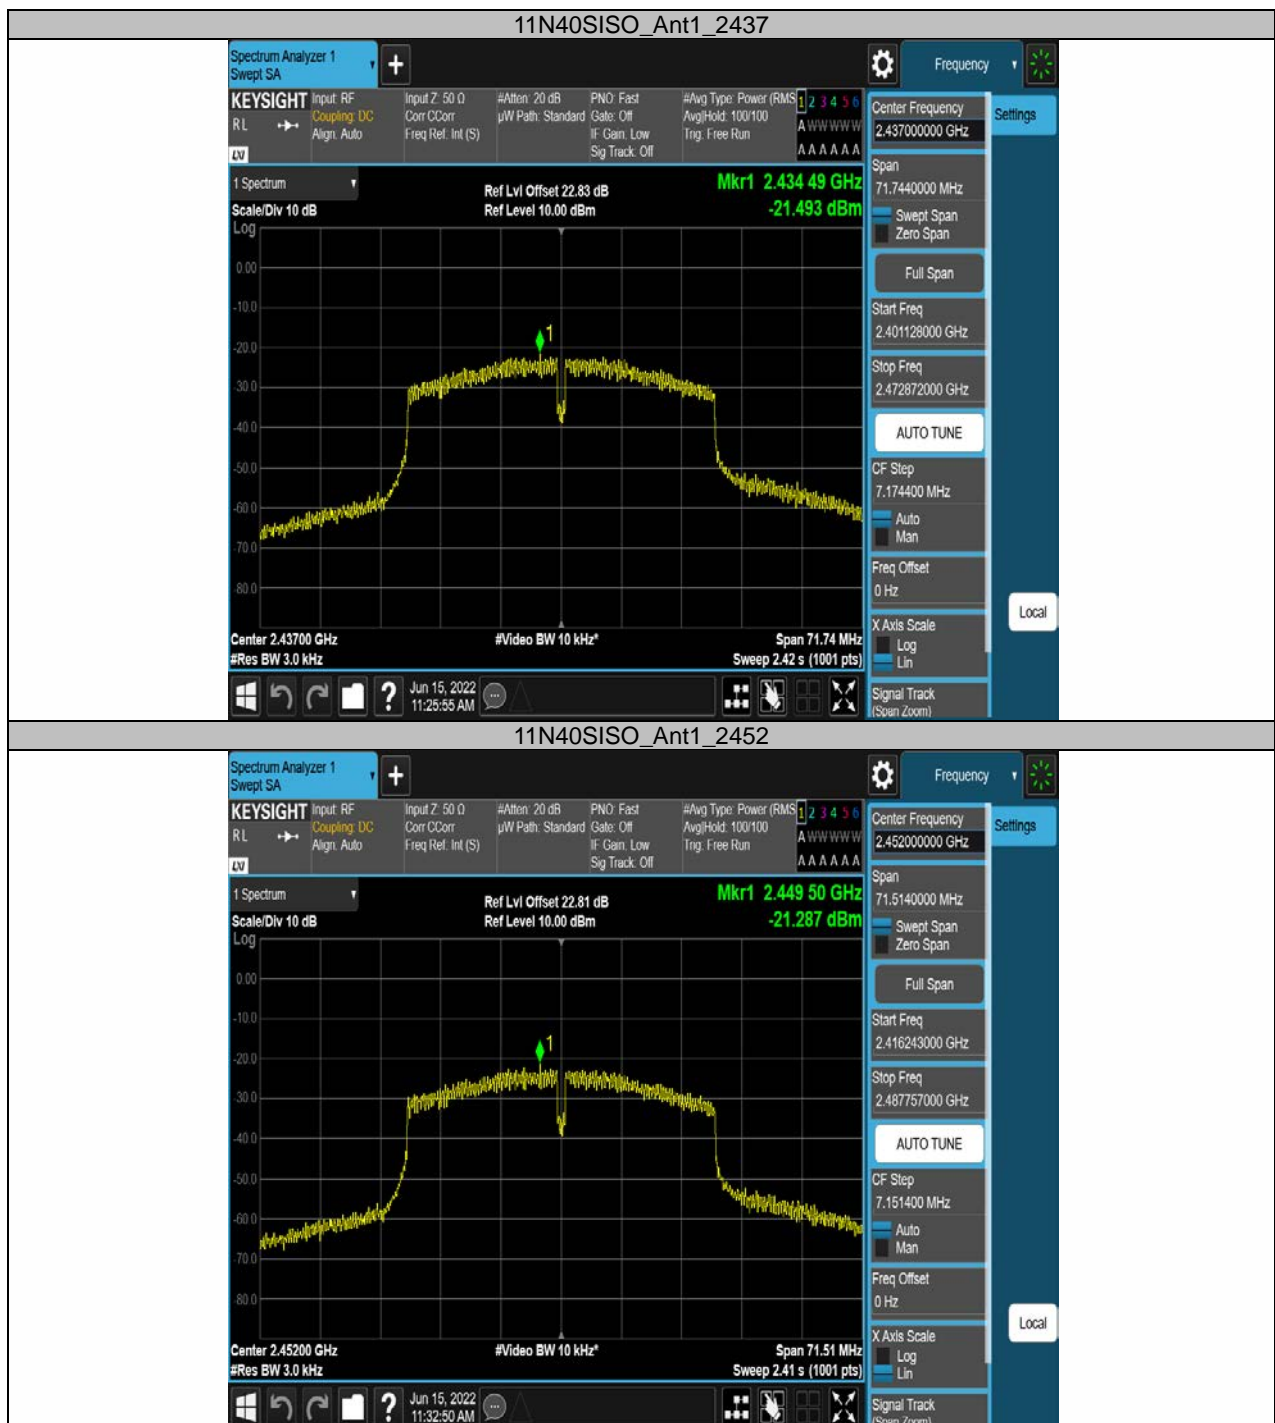 11N40SISO_Ant1_2437
Spectrum Analyzer 1
Swept SA
+
Frequency
KEYSIGHT
RL
LXI
Input: RF
Coupling: DC
Align: Auto
Input Z: 50 Ω
Corr CCorr
Freq Ref: Int (S)
#Atten: 20 dB
µW Path: Standard
PNO: Fast
Gate: Off
IF Gain: Low
Sig Track: Off
#Avg Type: Power (RMS
Avg|Hold: 100/100
Trig: Free Run
1 2 3 4 5 6
A W W W W W
A A A A A A
Center Frequency
2.437000000 GHz
Settings
Span
71.7440000 MHz
Swept Span
Zero Span
Full Span
Start Freq
2.401128000 GHz
Stop Freq
2.472872000 GHz
AUTO TUNE
CF Step
7.174400 MHz
Auto
Man
Freq Offset
0 Hz
X Axis Scale
Log
Lin
Signal Track
(Span Zoom)
Local
1 Spectrum
Scale/Div 10 dB
Log
Ref Lvl Offset 22.83 dB
Ref Level 10.00 dBm
Mkr1 2.434 49 GHz
-21.493 dBm
1
0.00
-10.0
-20.0
-30.0
-40.0
-50.0
-60.0
-70.0
-80.0
Center 2.43700 GHz
#Res BW 3.0 kHz
#Video BW 10 kHz*
Span 71.74 MHz
Sweep 2.42 s (1001 pts)
?
Jun 15, 2022
11:25:55 AM
11N40SISO_Ant1_2452
Spectrum Analyzer 1
Swept SA
+
Frequency
KEYSIGHT
RL
LXI
Input: RF
Coupling: DC
Align: Auto
Input Z: 50 Ω
Corr CCorr
Freq Ref: Int (S)
#Atten: 20 dB
µW Path: Standard
PNO: Fast
Gate: Off
IF Gain: Low
Sig Track: Off
#Avg Type: Power (RMS
Avg|Hold: 100/100
Trig: Free Run
1 2 3 4 5 6
A W W W W W
A A A A A A
Center Frequency
2.452000000 GHz
Settings
Span
71.5140000 MHz
Swept Span
Zero Span
Full Span
Start Freq
2.416243000 GHz
Stop Freq
2.487757000 GHz
AUTO TUNE
CF Step
7.151400 MHz
Auto
Man
Freq Offset
0 Hz
X Axis Scale
Log
Lin
Signal Track
(Span Zoom)
Local
1 Spectrum
Scale/Div 10 dB
Log
Ref Lvl Offset 22.81 dB
Ref Level 10.00 dBm
Mkr1 2.449 50 GHz
-21.287 dBm
1
0.00
-10.0
-20.0
-30.0
-40.0
-50.0
-60.0
-70.0
-80.0
Center 2.45200 GHz
#Res BW 3.0 kHz
#Video BW 10 kHz*
Span 71.51 MHz
Sweep 2.41 s (1001 pts)
?
Jun 15, 2022
11:32:50 AM